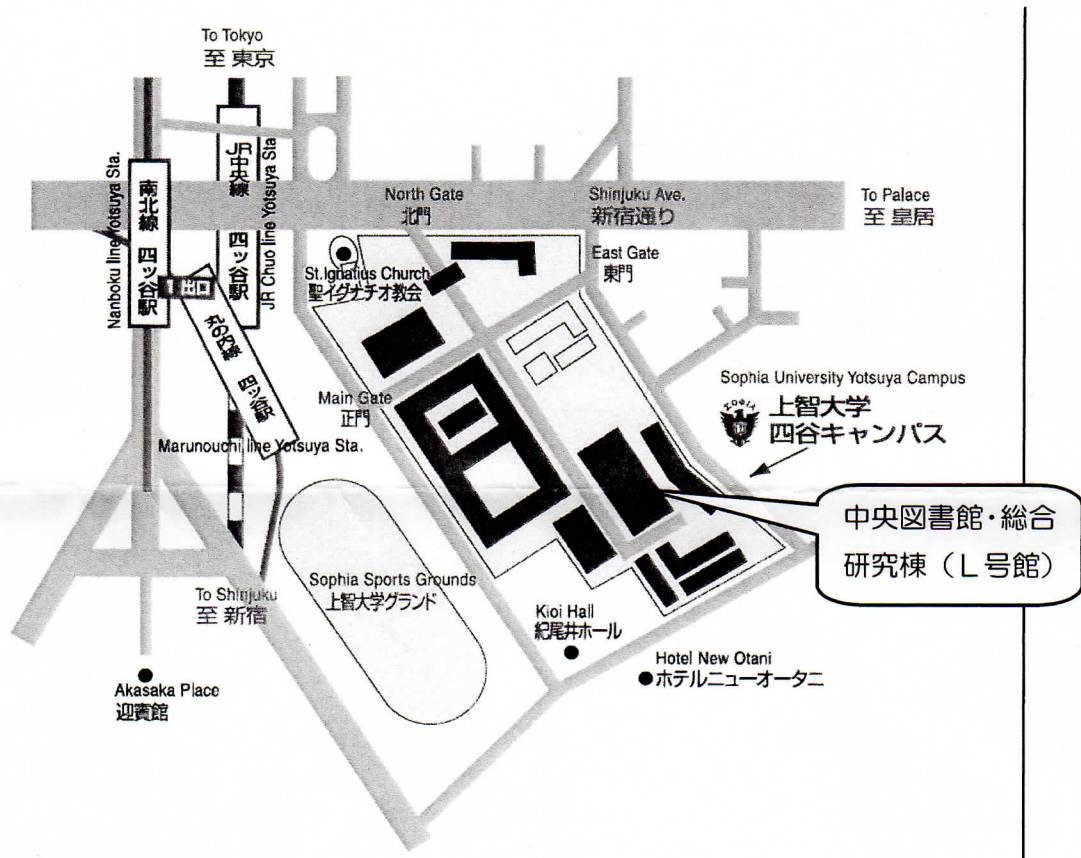 To Tokyo
至 東京
Nanboku line Yotsuya Sta.
南北線 四ッ谷駅
JR中央線 四ッ谷駅
JR Chuo line Yotsuya Sta
North Gate
北門
Shinjuku Ave.
新宿通り
To Palace
至 皇居
St.Ignatius Church
聖イグナチオ教会
East Gate
東門
丸の内線 四ッ谷駅
Marunouchi line Yotsuya Sta.
Main Gate
正門
Sophia University Yotsuya Campus
上智大学
四谷キャンパス
中央図書館・総合
研究棟（L号館）
Sophia Sports Grounds
上智大学グランド
To Shinjuku
至 新宿
Kioi Hall
紀尾井ホール
Hotel New Otani
ホテルニューオータニ
Akasaka Place
迎賓館